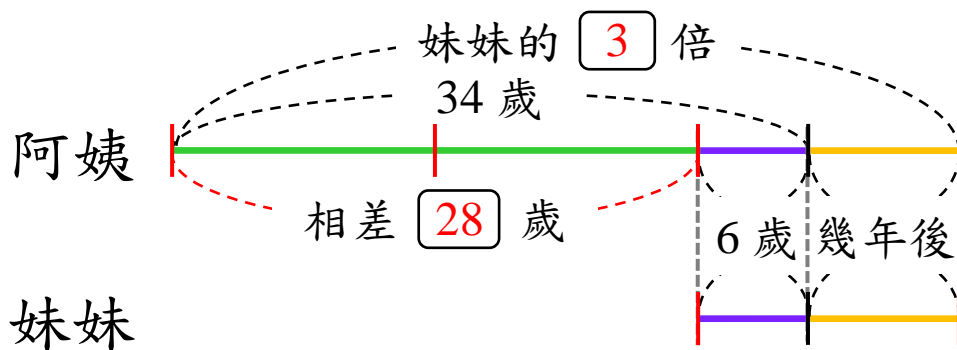 妹妹的 3 倍
34 歲
阿姨
相差 28 歲
6 歲 幾年後
妹妹